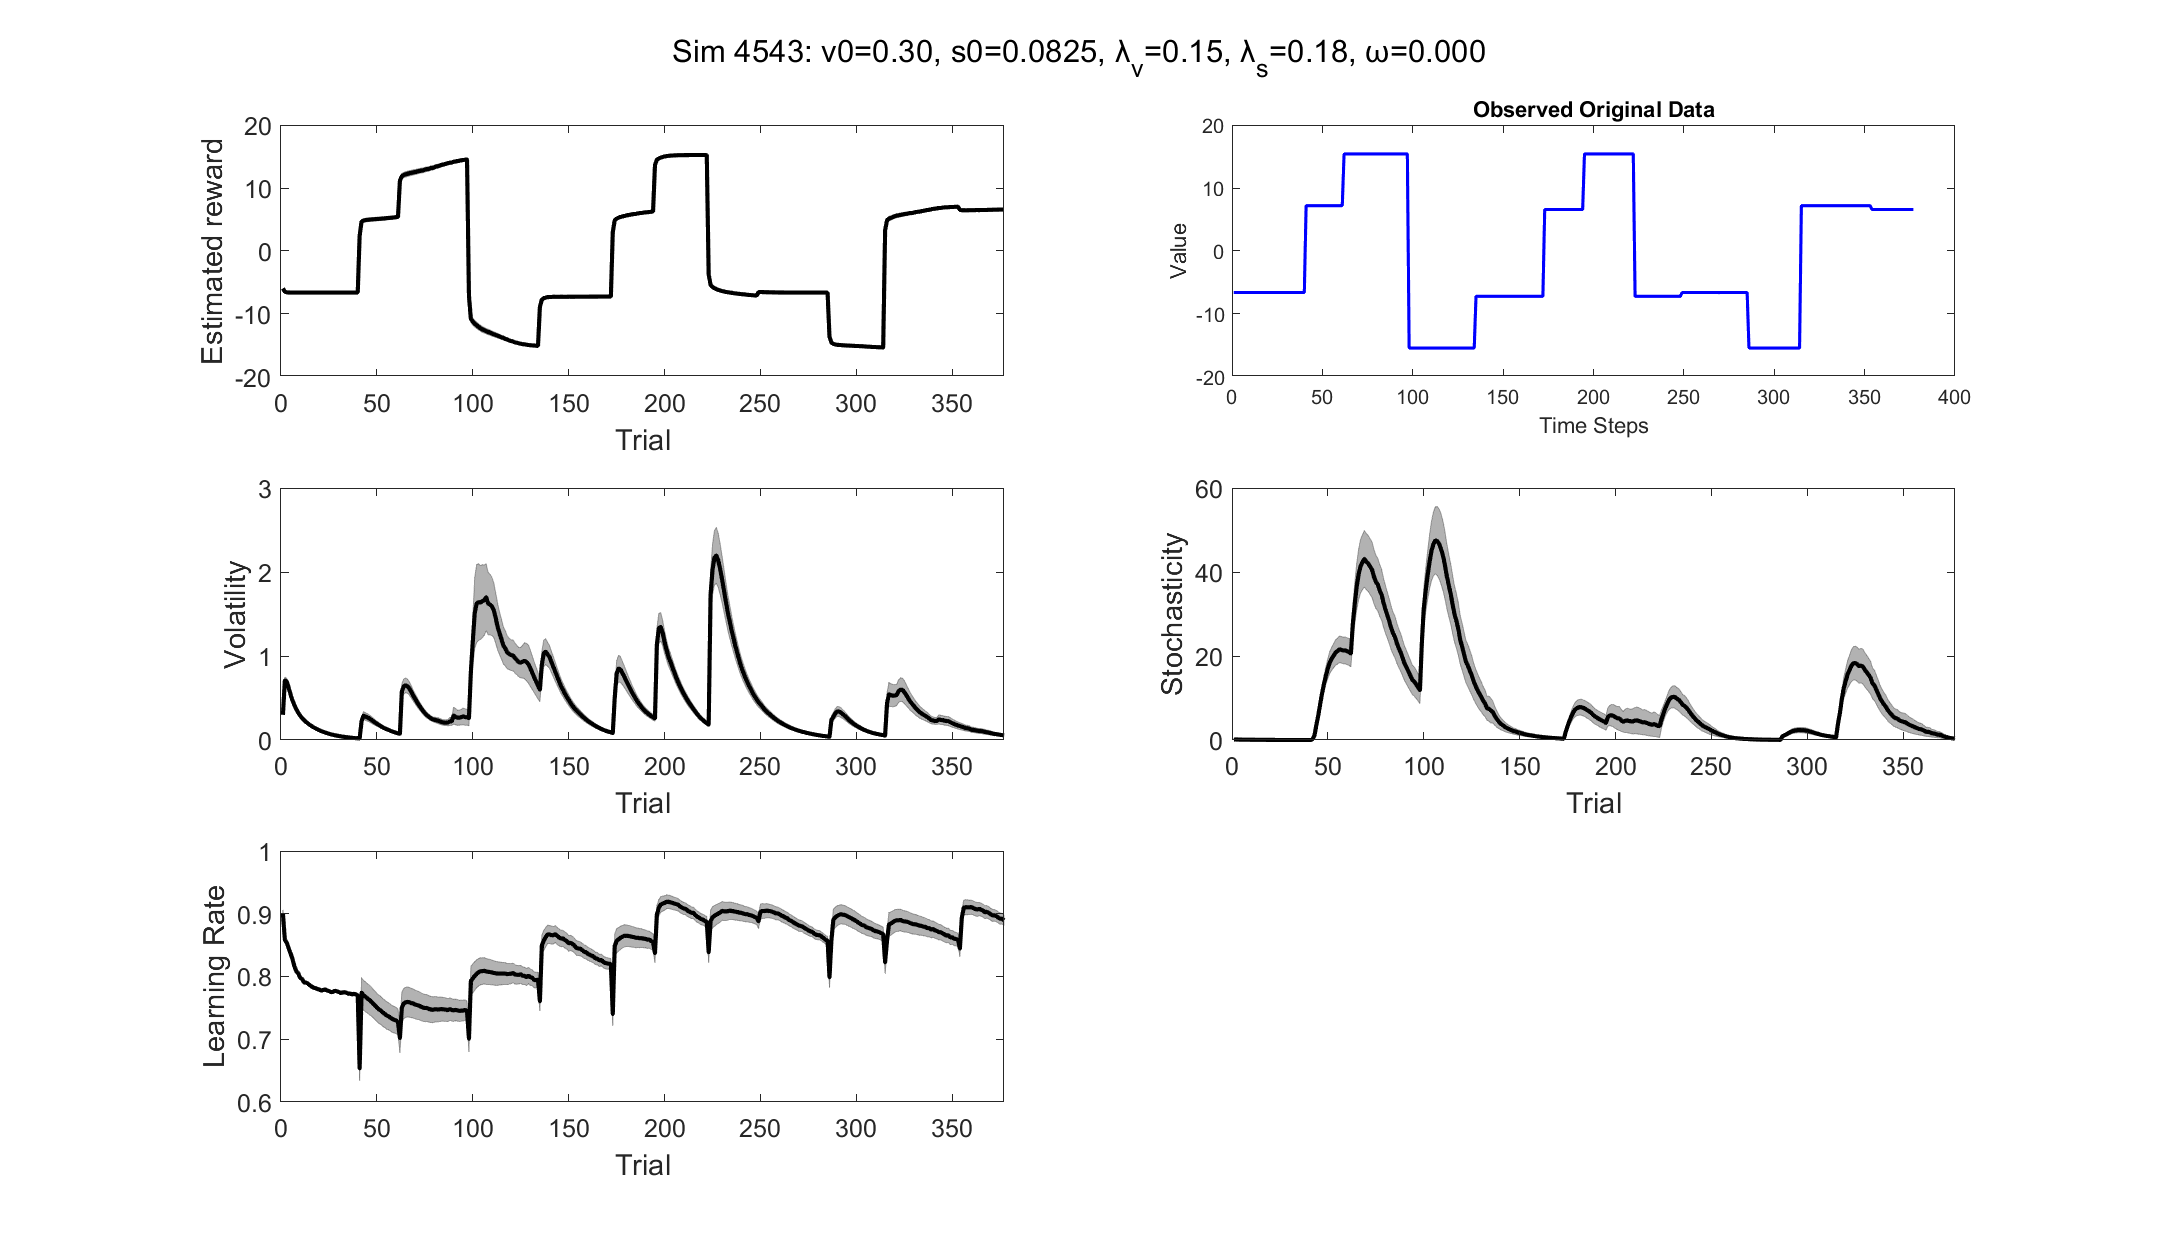 Sim 4543: v0=0.30, s0=0.0825, λ_v=0.15, λ_s=0.18, ω=0.000
20
10
0
-10
-20
Estimated reward
0 50 100 150 200 250 300 350
Trial
Observed Original Data
20
10
0
-10
-20
Value
0 50 100 150 200 250 300 350 400
Time Steps
3
2
1
0
Volatility
0 50 100 150 200 250 300 350
Trial
60
40
20
0
Stochasticity
0 50 100 150 200 250 300 350
Trial
1
0.9
0.8
0.7
0.6
Learning Rate
0 50 100 150 200 250 300 350
Trial